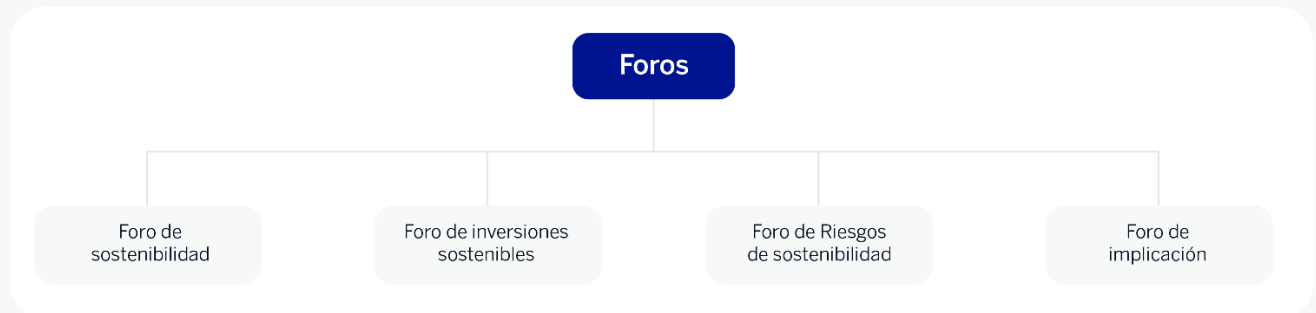 Foros
Foro de
sostenibilidad
Foro de inversiones
sostenibles
Foro de Riesgos
de sostenibilidad
Foro de
implicación